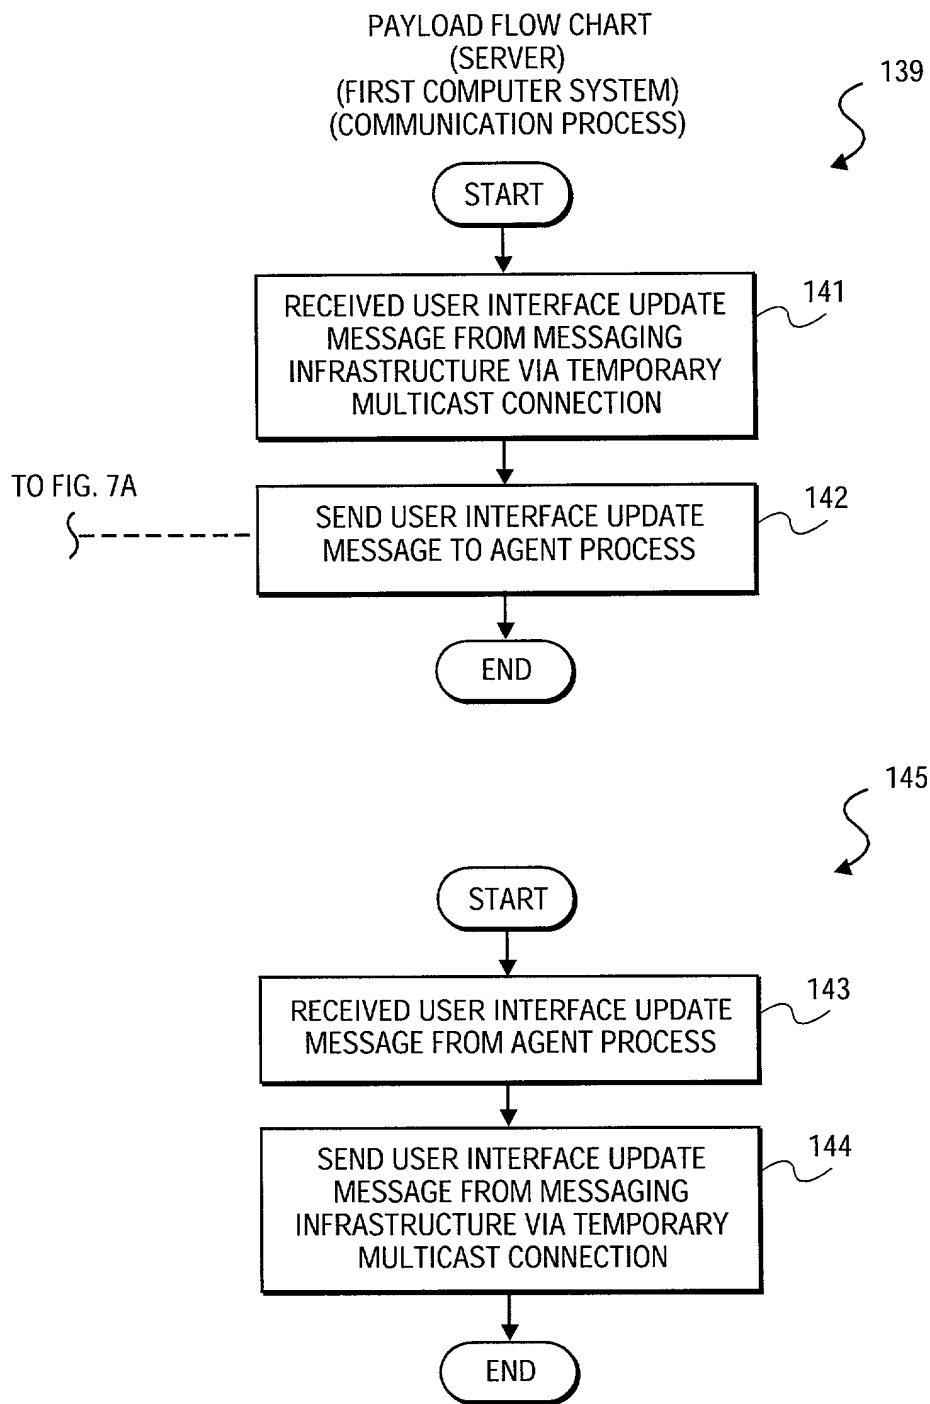 PAYLOAD FLOW CHART
(SERVER)
(FIRST COMPUTER SYSTEM)
(COMMUNICATION PROCESS)
139
START
RECEIVED USER INTERFACE UPDATE
MESSAGE FROM MESSAGING
INFRASTRUCTURE VIA TEMPORARY
MULTICAST CONNECTION
141
TO FIG. 7A
SEND USER INTERFACE UPDATE
MESSAGE TO AGENT PROCESS
142
END
145
START
RECEIVED USER INTERFACE UPDATE
MESSAGE FROM AGENT PROCESS
143
SEND USER INTERFACE UPDATE
MESSAGE FROM MESSAGING
INFRASTRUCTURE VIA TEMPORARY
MULTICAST CONNECTION
144
END